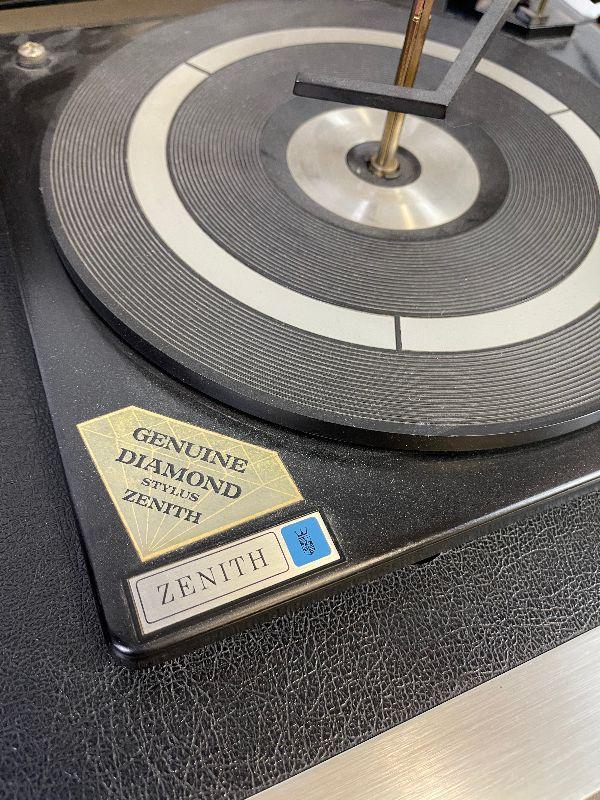 GENUINE
DIAMOND
STYLUS
ZENITH
ZENITH